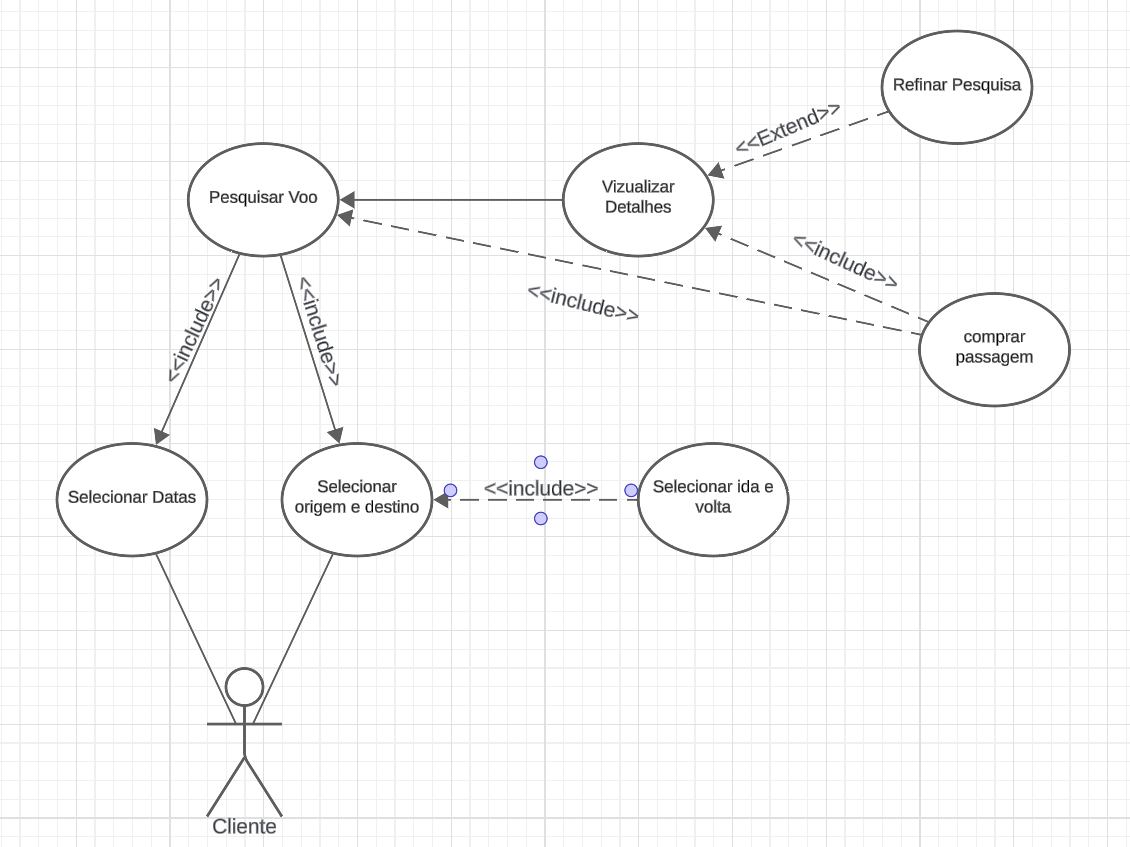 Refinar Pesquisa
<<Extend>>
Pesquisar Voo
Vizualizar
Detalhes
<<include>>
<<include>>
comprar
passagem
<<include>>
<<include>>
Selecionar Datas
Selecionar
origem e destino
<<include>>
Selecionar ida e
volta
Cliente